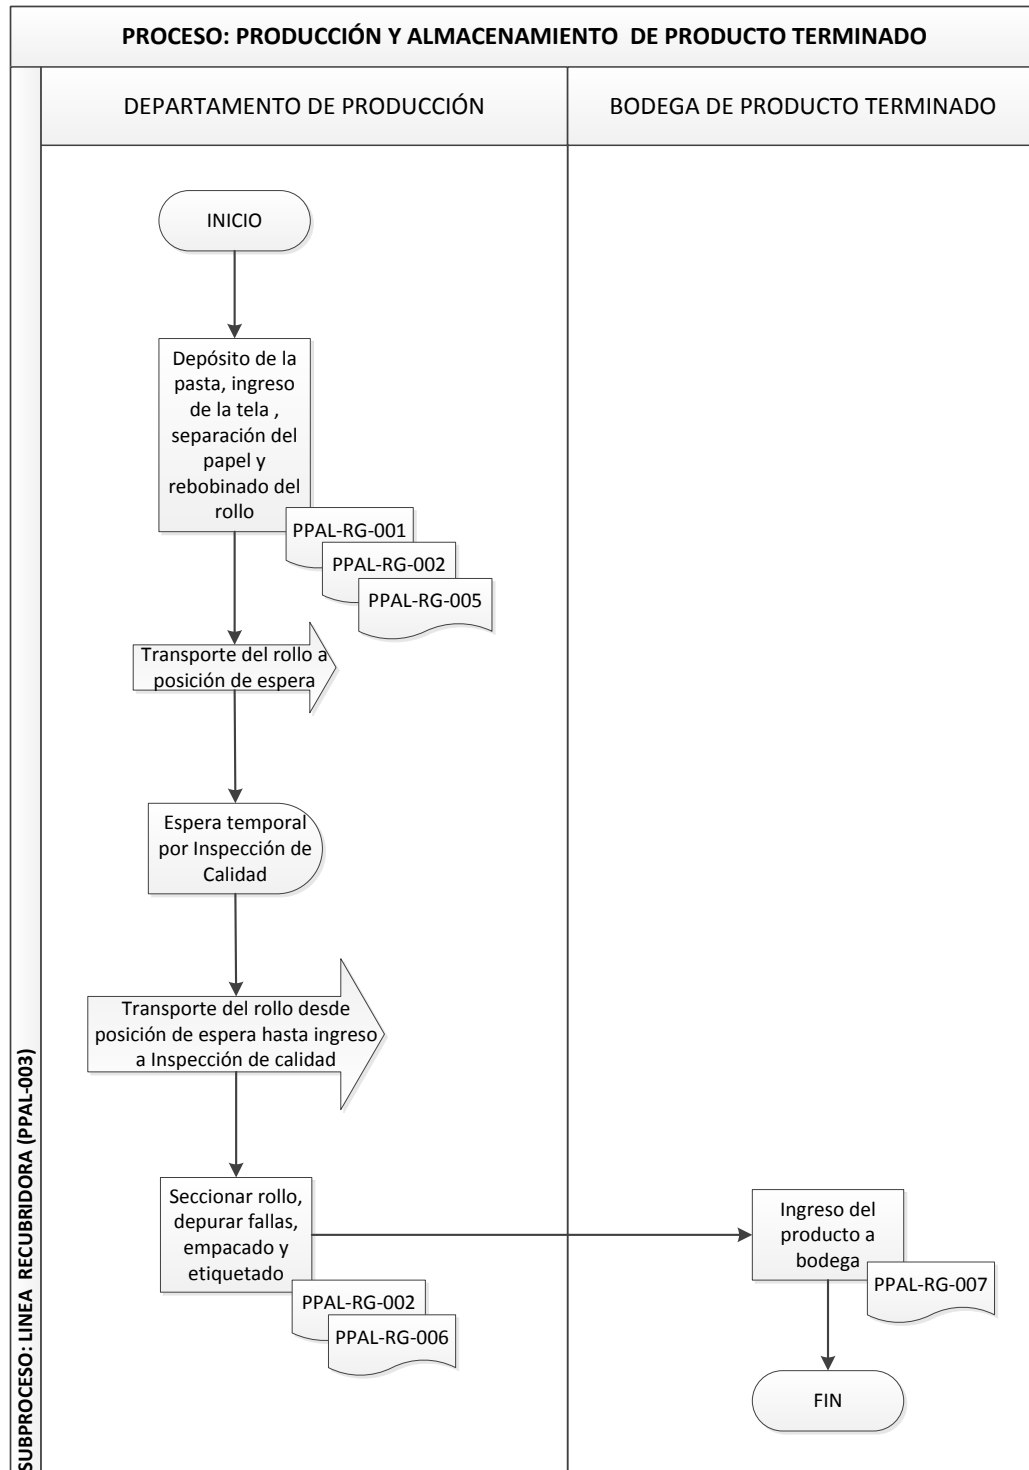 PROCESO: PRODUCCIÓN Y ALMACENAMIENTO DE PRODUCTO TERMINADO
SUBPROCESO: LINEA RECUBRIDORA (PPAL-003)
DEPARTAMENTO DE PRODUCCIÓN
BODEGA DE PRODUCTO TERMINADO
INICIO
Depósito de la
pasta, ingreso
de la tela ,
separación del
papel y
rebobinado del
rollo
PPAL-RG-001
PPAL-RG-002
PPAL-RG-005
Transporte del rollo a
posición de espera
Espera temporal
por Inspección de
Calidad
Transporte del rollo desde
posición de espera hasta ingreso
a Inspección de calidad
Seccionar rollo,
depurar fallas,
empacado y
etiquetado
PPAL-RG-002
PPAL-RG-006
Ingreso del
producto a
bodega
PPAL-RG-007
FIN